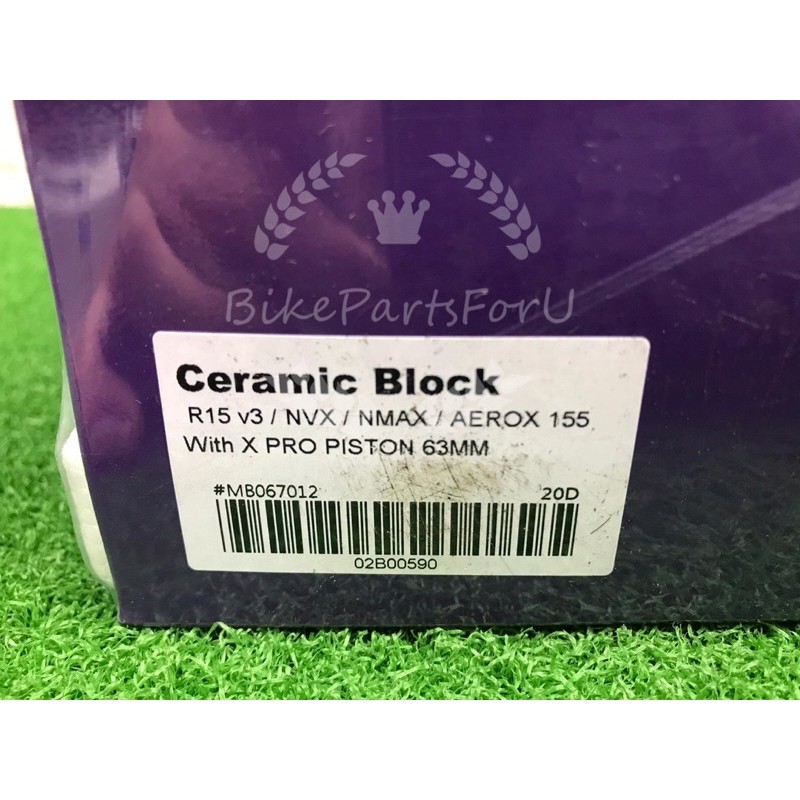 BikePartsForU
Ceramic Block
R15 v3 / NVX / NMAX / AEROX 155
With X PRO PISTON 63MM
#MB067012 20D
02B00590